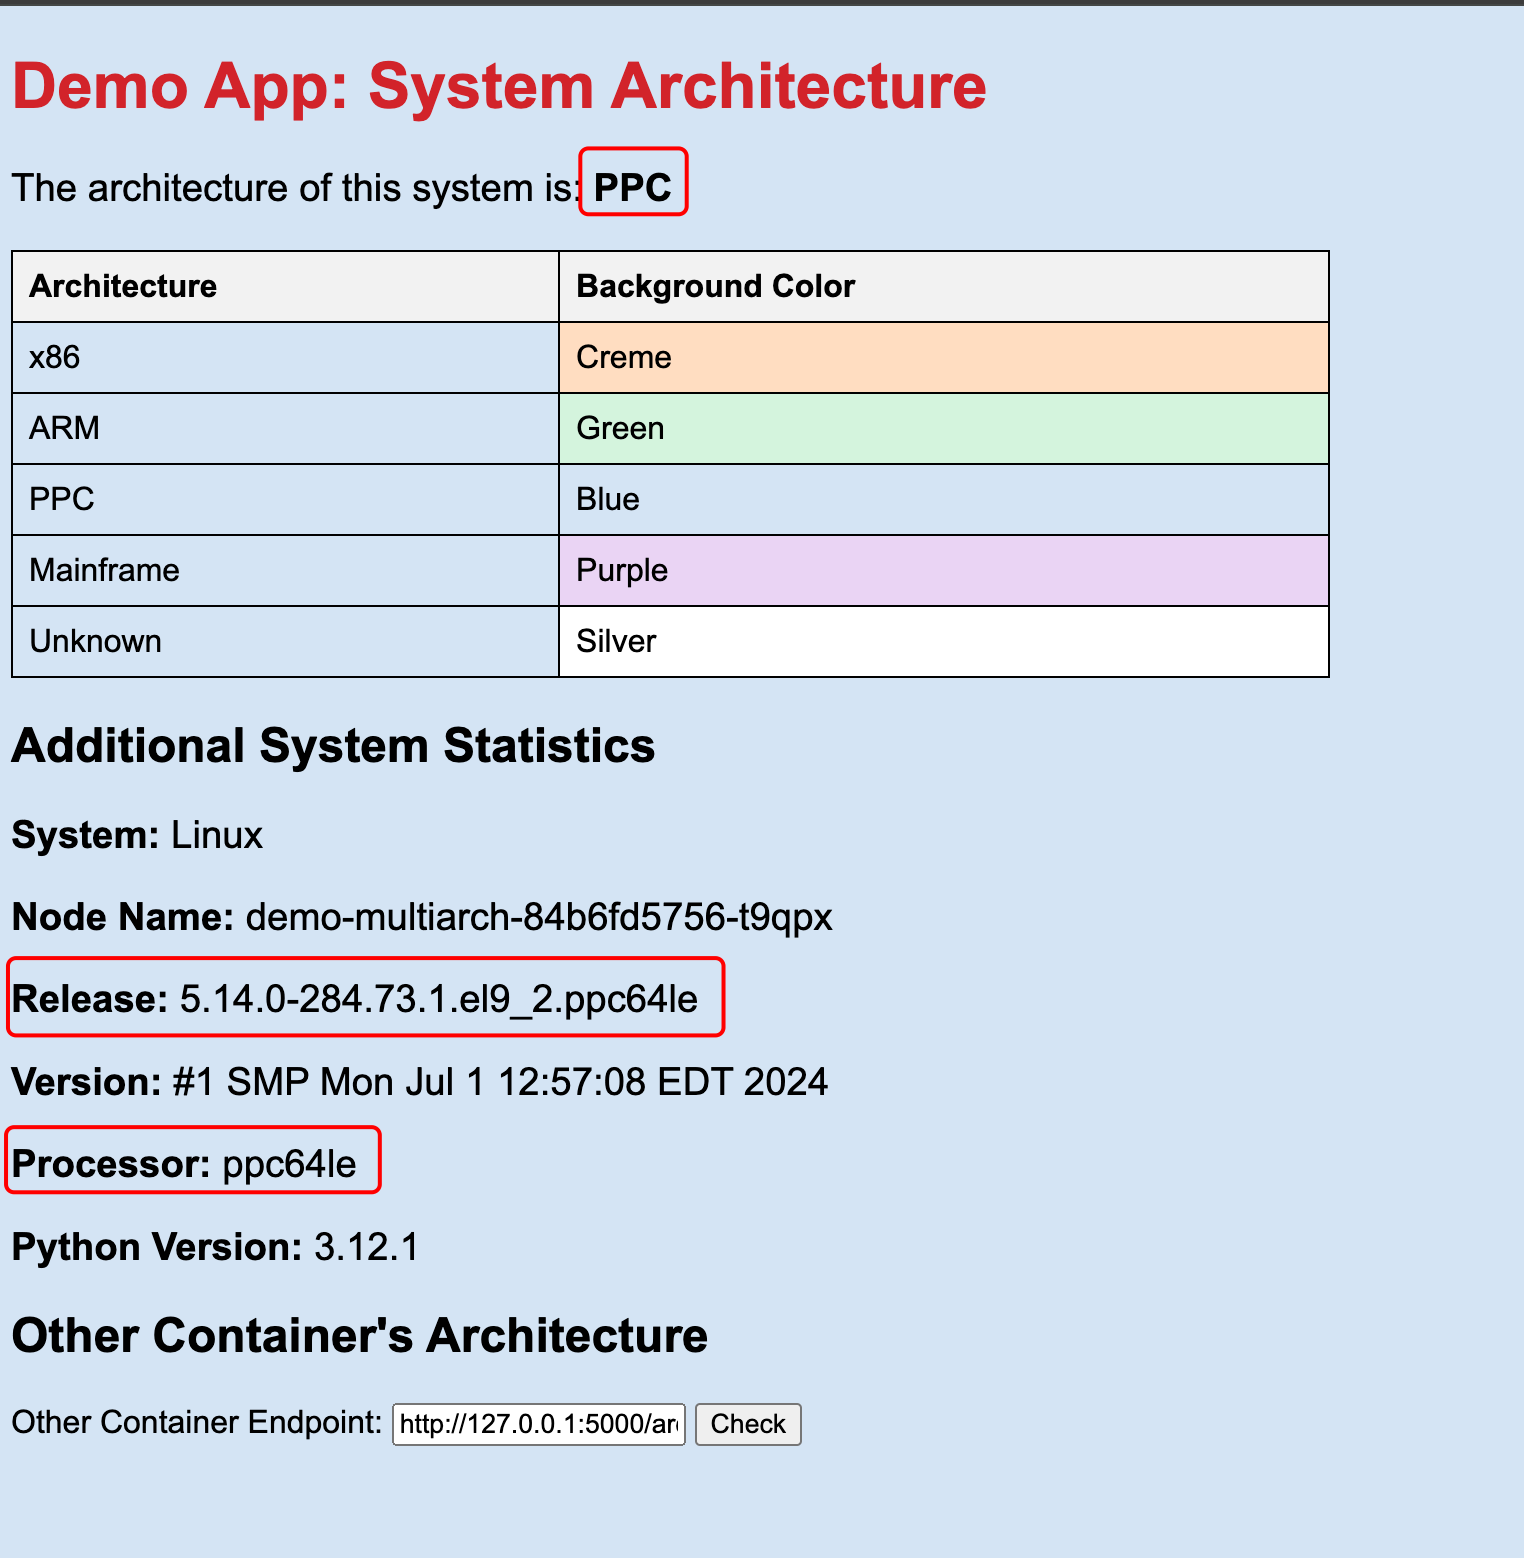 Demo App: System Architecture
The architecture of this system is: PPC
Architecture Background Color
x86 Creme
ARM Green
PPC Blue
Mainframe Purple
Unknown Silver
Additional System Statistics
System: Linux
Node Name: demo-multiarch-84b6fd5756-t9qpx
Release: 5.14.0-284.73.1.el9_2.ppc64le
Version: #1 SMP Mon Jul 1 12:57:08 EDT 2024
Processor: ppc64le
Python Version: 3.12.1
Other Container's Architecture
Other Container Endpoint: http://127.0.0.1:5000/ar Check